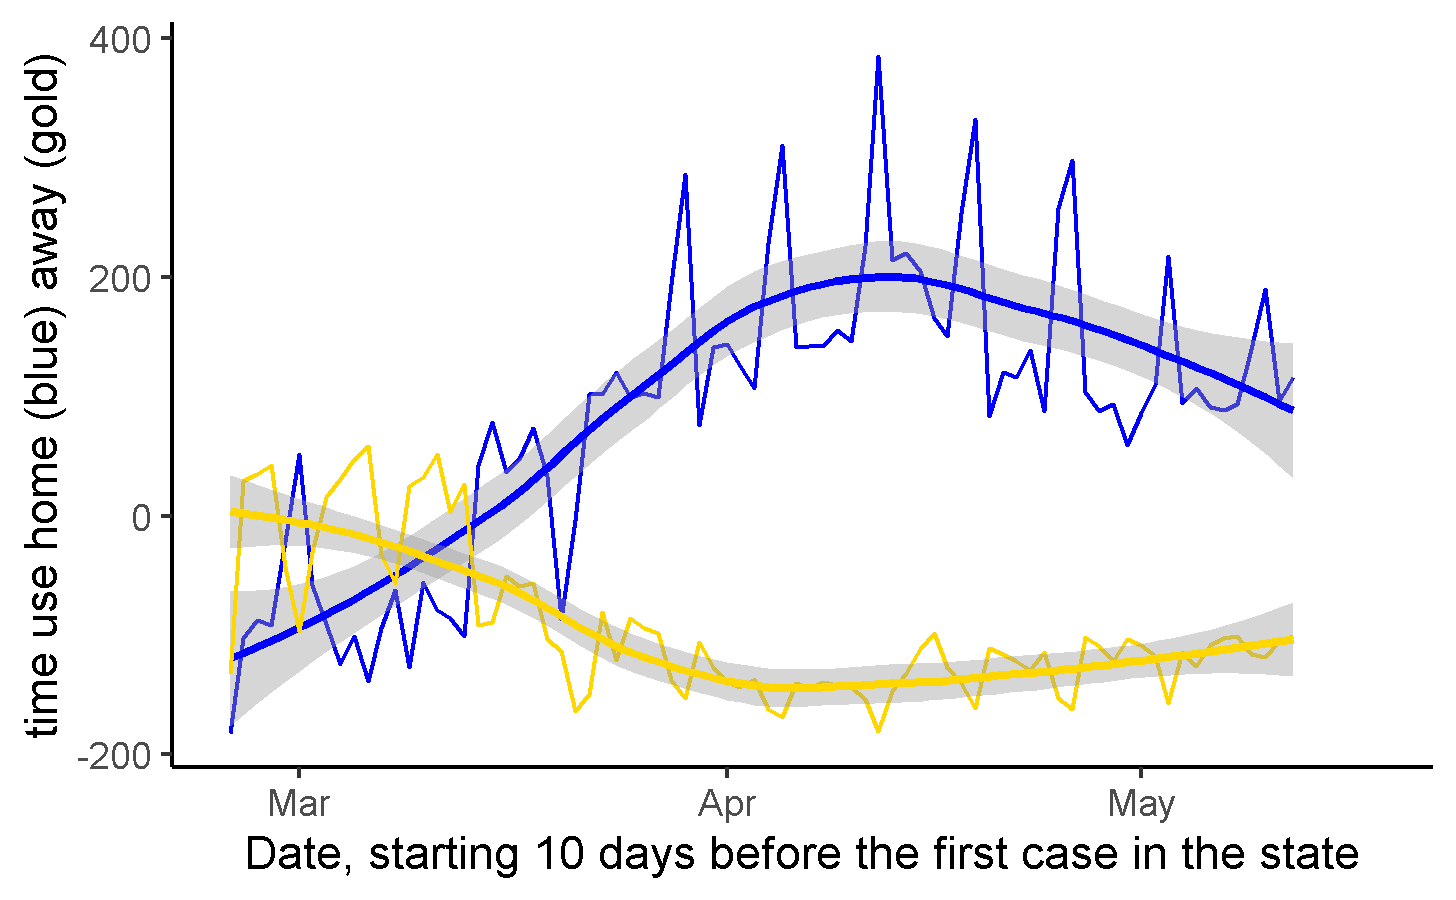 time use home (blue) away (gold)
400
200
0
-200
Mar Apr May
Date, starting 10 days before the first case in the state